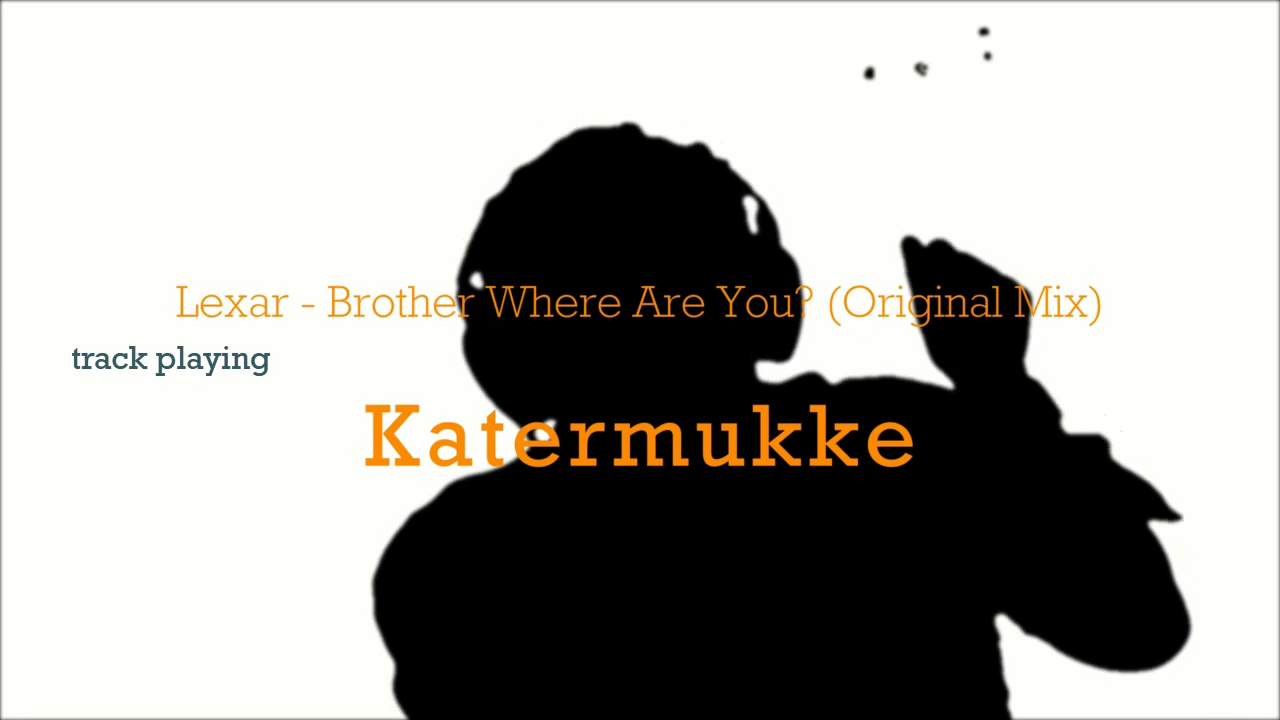 Lexar - Brother Where Are You? (Original Mix)
track playing
Katermukke